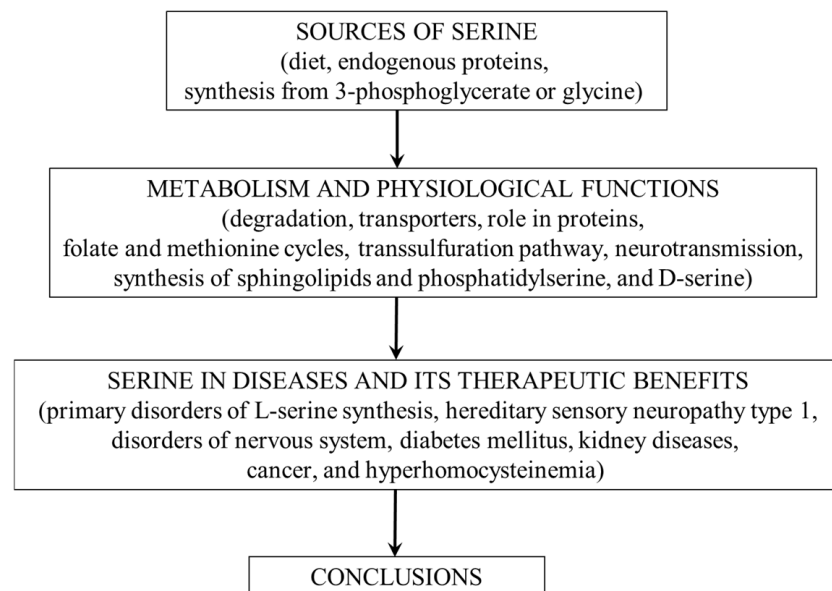 SOURCES OF SERINE
(diet, endogenous proteins,
synthesis from 3-phosphoglycerate or glycine)
METABOLISM AND PHYSIOLOGICAL FUNCTIONS
(degradation, transporters, role in proteins,
folate and methionine cycles, transsulfuration pathway, neurotransmission,
synthesis of sphingolipids and phosphatidylserine, and D-serine)
SERINE IN DISEASES AND ITS THERAPEUTIC BENEFITS
(primary disorders of L-serine synthesis, hereditary sensory neuropathy type 1,
disorders of nervous system, diabetes mellitus, kidney diseases,
cancer, and hyperhomocysteinemia)
CONCLUSIONS